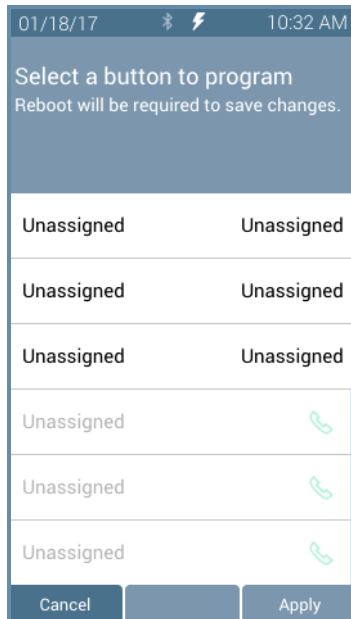 01/18/17 10:32 AM
Select a button to program
Reboot will be required to save changes.
Unassigned Unassigned
Unassigned Unassigned
Unassigned Unassigned
Unassigned
Unassigned
Unassigned
Cancel Apply